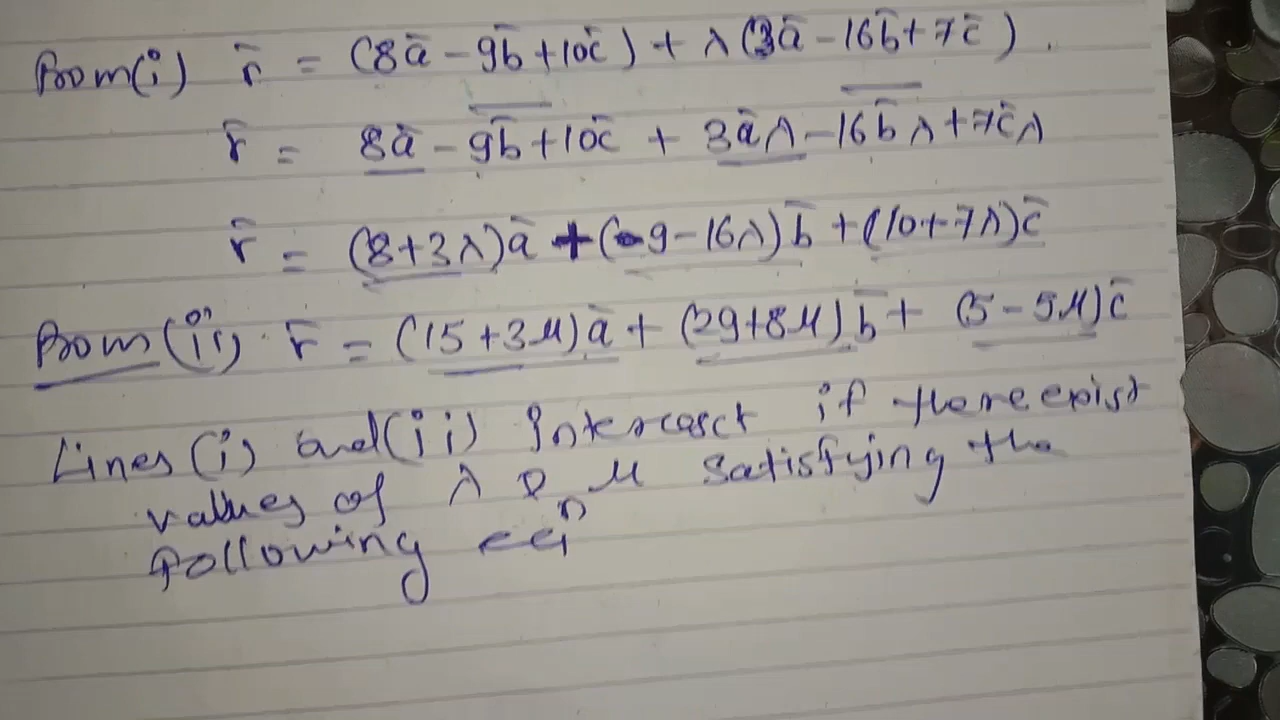 From (i) r̄ = (8ā - 9b̄ + 10c̄) + λ(3ā - 16b̄ + 7c̄).
r̄ = 8ā - 9b̄ + 10c̄ + 3āλ - 16b̄λ + 7c̄λ
r̄ = (8+3λ)ā + (-9-16λ)b̄ + (10+7λ)c̄
From (ii) r̄ = (15+3μ)ā + (29+8μ)b̄ + (5-5μ)c̄
Lines (i) and (ii) Intercasct if there exist
values of λ & μ satisfying the
following eqⁿ